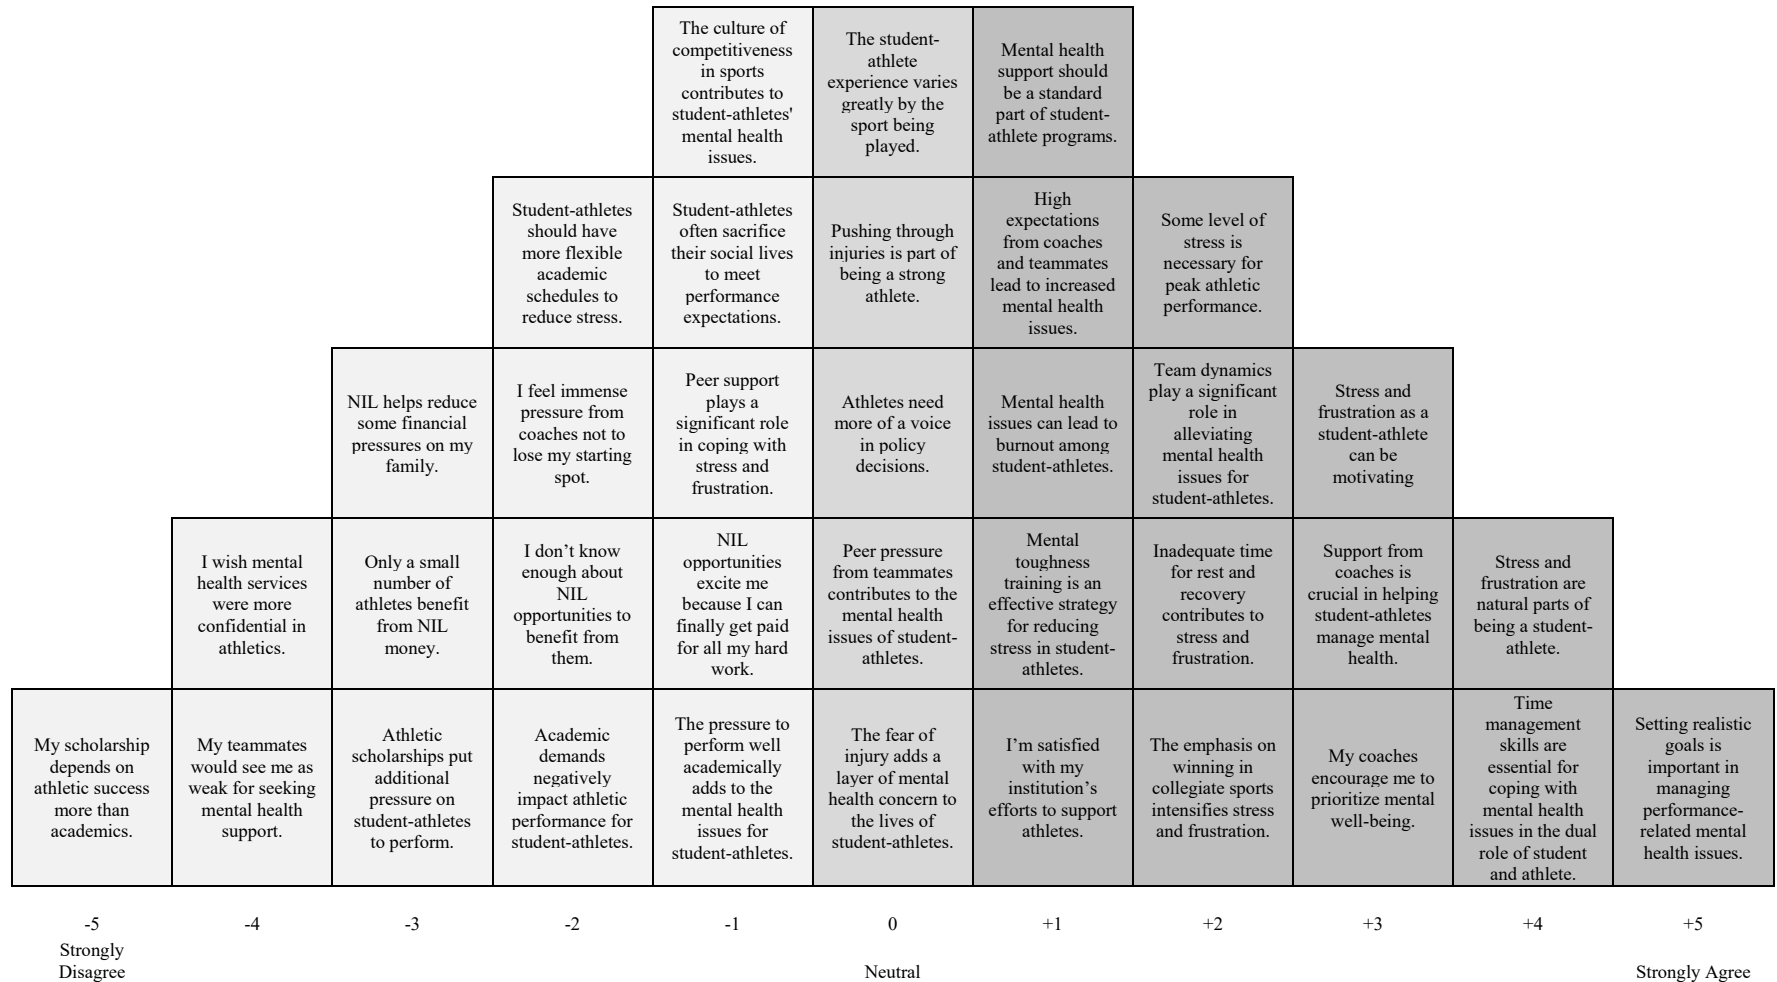 The culture of
competitiveness
in sports
contributes to
student-athletes'
mental health
issues.
The student-
athlete
experience varies
greatly by the
sport being
played.
Mental health
support should
be a standard
part of student-
athlete programs.
Student-athletes
should have
more flexible
academic
schedules to
reduce stress.
Student-athletes
often sacrifice
their social lives
to meet
performance
expectations.
Pushing through
injuries is part of
being a strong
athlete.
High
expectations
from coaches
and teammates
lead to increased
mental health
issues.
Some level of
stress is
necessary for
peak athletic
performance.
NIL helps reduce
some financial
pressures on my
family.
I feel immense
pressure from
coaches not to
lose my starting
spot.
Peer support
plays a
significant role
in coping with
stress and
frustration.
Athletes need
more of a voice
in policy
decisions.
Mental health
issues can lead to
burnout among
student-athletes.
Team dynamics
play a significant
role in
alleviating
mental health
issues for
student-athletes.
Stress and
frustration as a
student-athlete
can be
motivating
I wish mental
health services
were more
confidential in
athletics.
Only a small
number of
athletes benefit
from NIL
money.
I don’t know
enough about
NIL
opportunities to
benefit from
them.
NIL
opportunities
excite me
because I can
finally get paid
for all my hard
work.
Peer pressure
from teammates
contributes to the
mental health
issues of student-
athletes.
Mental
toughness
training is an
effective strategy
for reducing
stress in student-
athletes.
Inadequate time
for rest and
recovery
contributes to
stress and
frustration.
Support from
coaches is
crucial in helping
student-athletes
manage mental
health.
Stress and
frustration are
natural parts of
being a student-
athlete.
My scholarship
depends on
athletic success
more than
academics.
My teammates
would see me as
weak for seeking
mental health
support.
Athletic
scholarships put
additional
pressure on
student-athletes
to perform.
Academic
demands
negatively
impact athletic
performance for
student-athletes.
The pressure to
perform well
academically
adds to the
mental health
issues for
student-athletes.
The fear of
injury adds a
layer of mental
health concern to
the lives of
student-athletes.
I’m satisfied
with my
institution’s
efforts to support
athletes.
The emphasis on
winning in
collegiate sports
intensifies stress
and frustration.
My coaches
encourage me to
prioritize mental
well-being.
Time
management
skills are
essential for
coping with
mental health
issues in the dual
role of student
and athlete.
Setting realistic
goals is
important in
managing
performance-
related mental
health issues.
-5 -4 -3 -2 -1 0 +1 +2 +3 +4 +5
Strongly
Disagree
Neutral
Strongly Agree